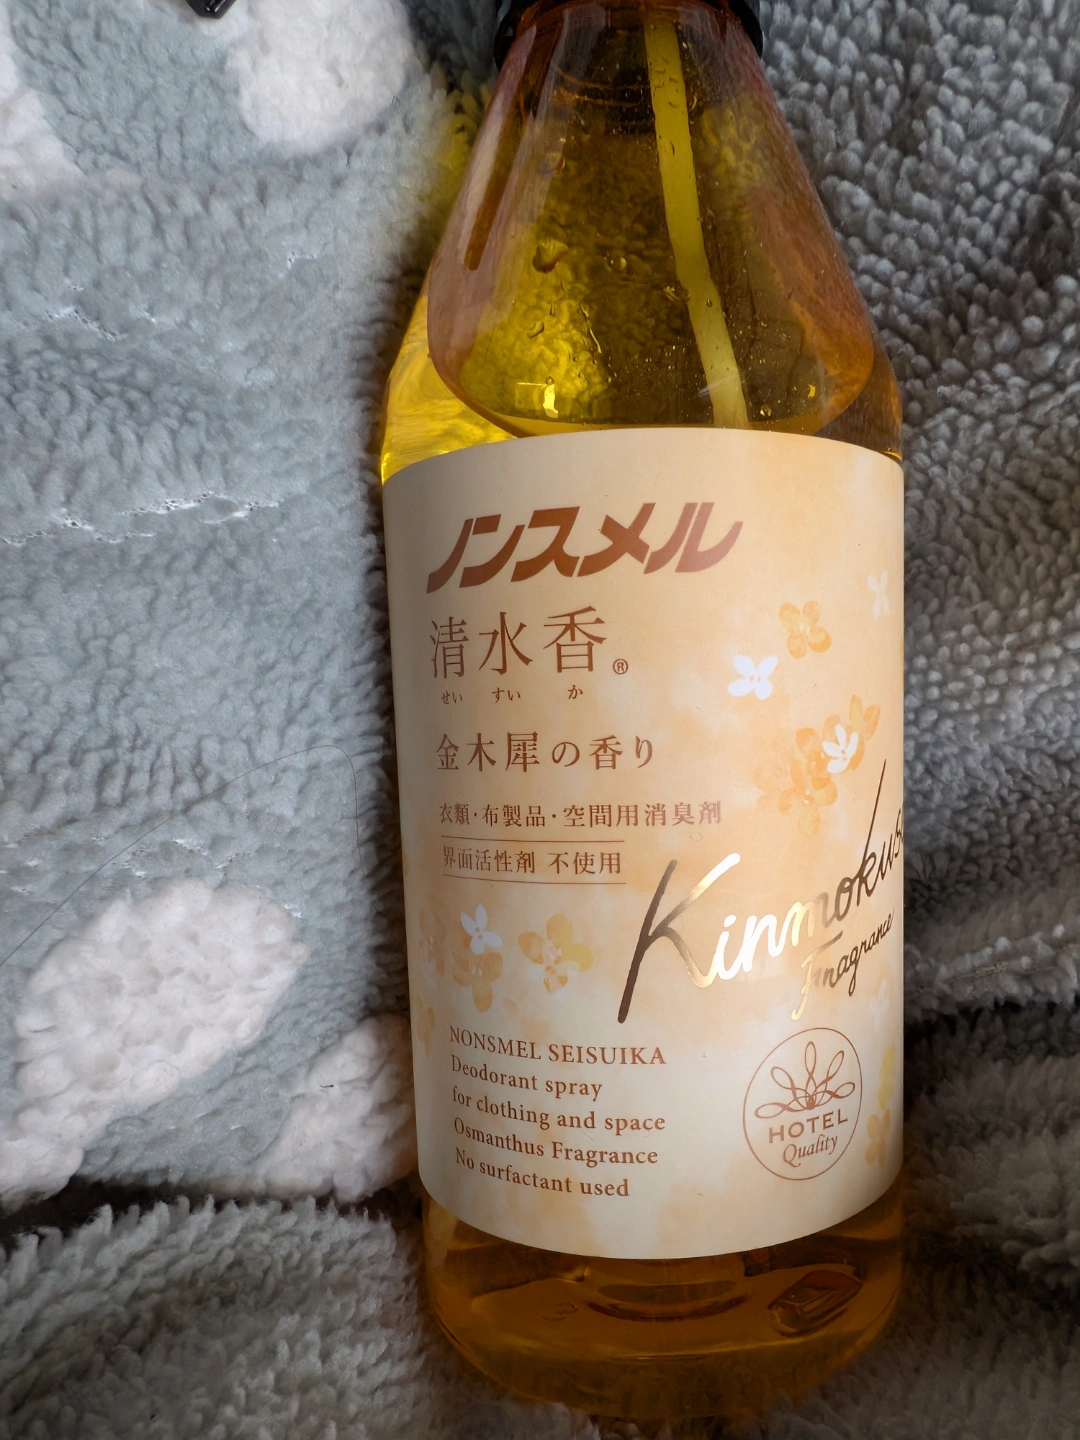 ノンスメル
清水香®
せい すい か
金木犀の香り
衣類・布製品・空間用消臭剤
界面活性剤 不使用
Fragrance
NONSMEL SEISUIKA
Deodorant spray
for clothing and space
Osmanthus Fragrance
No surfactant used
HOTEL
Quality